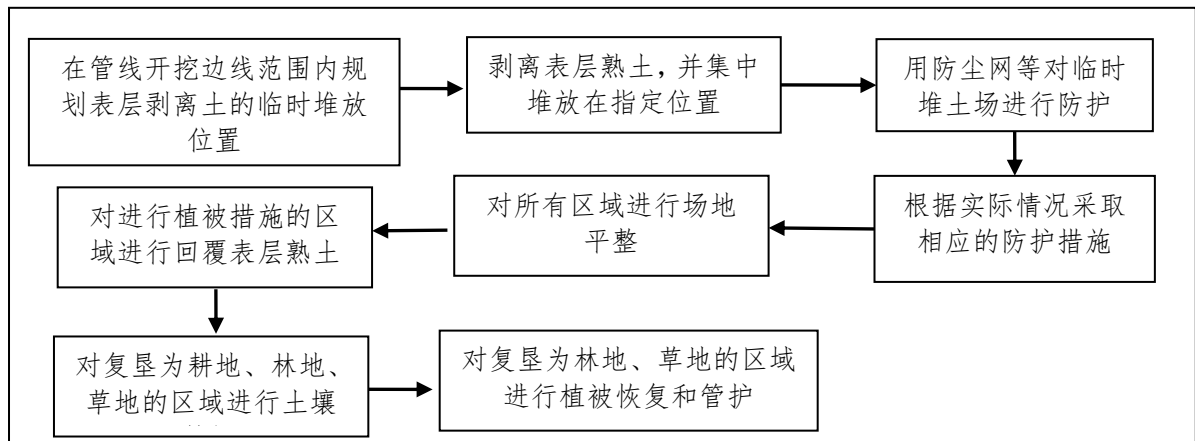 在管线开挖边线范围内规
划表层剥离土的临时堆放
位置
剥离表层熟土，并集中
堆放在指定位置
用防尘网等对临时
堆土场进行防护
根据实际情况采取
相应的防护措施
对所有区域进行场地
平整
对进行植被措施的区
域进行回覆表层熟土
对复垦为耕地、林地、
草地的区域进行土壤
对复垦为林地、草地的区域
进行植被恢复和管护